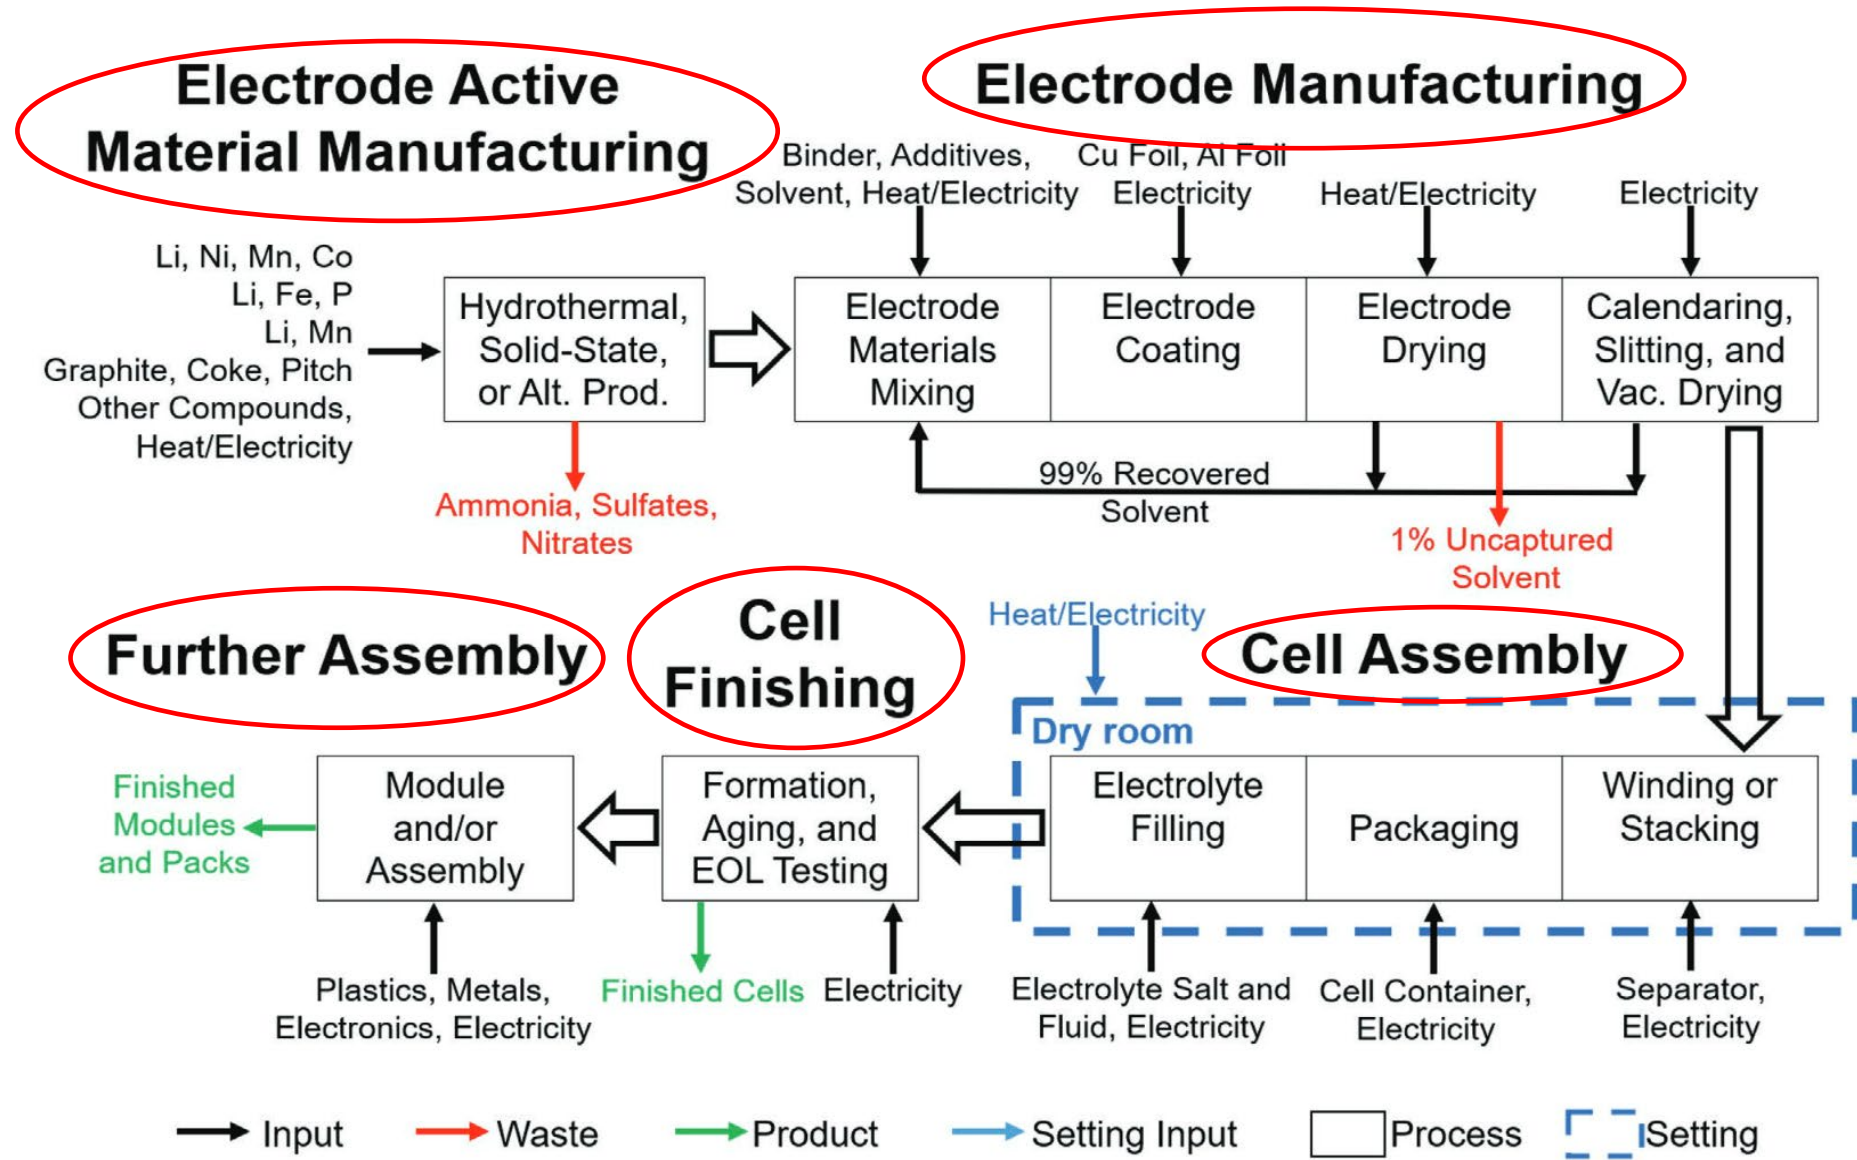 Electrode Active
Material Manufacturing
Electrode Manufacturing
Binder, Additives,
Solvent, Heat/Electricity
Cu Foil, Al Foil
Electricity
Heat/Electricity
Electricity
Li, Ni, Mn, Co
Li, Fe, P
Li, Mn
Graphite, Coke, Pitch
Other Compounds,
Heat/Electricity
Hydrothermal,
Solid-State,
or Alt. Prod.
Electrode
Materials
Mixing
Electrode
Coating
Electrode
Drying
Calendaring,
Slitting, and
Vac. Drying
Ammonia, Sulfates,
Nitrates
99% Recovered
Solvent
1% Uncaptured
Solvent
Further Assembly
Cell
Finishing
Heat/Electricity
Cell Assembly
Dry room
Finished
Modules
and Packs
Module
and/or
Assembly
Formation,
Aging, and
EOL Testing
Electrolyte
Filling
Packaging
Winding or
Stacking
Plastics, Metals,
Electronics, Electricity
Finished Cells
Electricity
Electrolyte Salt and
Fluid, Electricity
Cell Container,
Electricity
Separator,
Electricity
Input
Waste
Product
Setting Input
Process
Setting